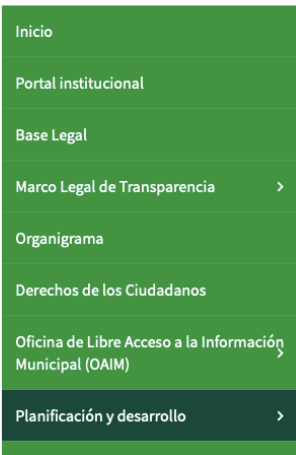 Inicio
Portal institucional
Base Legal
Marco Legal de Transparencia
Organigrama
Derechos de los Ciudadanos
Oficina de Libre Acceso a la Información
Municipal (OAIM)
Planificación y desarrollo